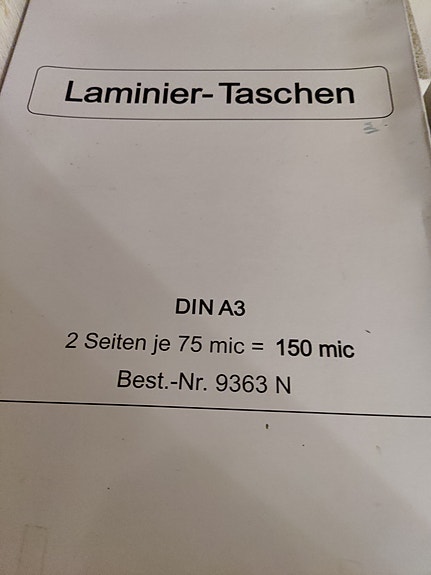 Laminier-Taschen
DIN A3
2 Seiten je 75 mic = 150 mic
Best.-Nr. 9363 N